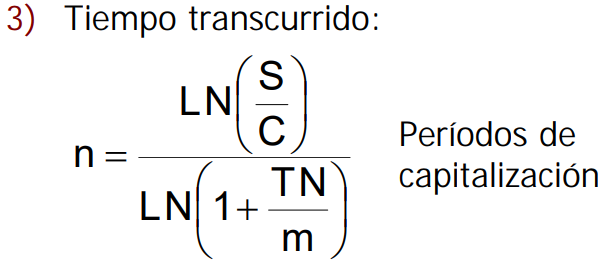 3) Tiempo transcurrido:
n = LN(S/C) / LN(1+ TN/m)
Períodos de
capitalización